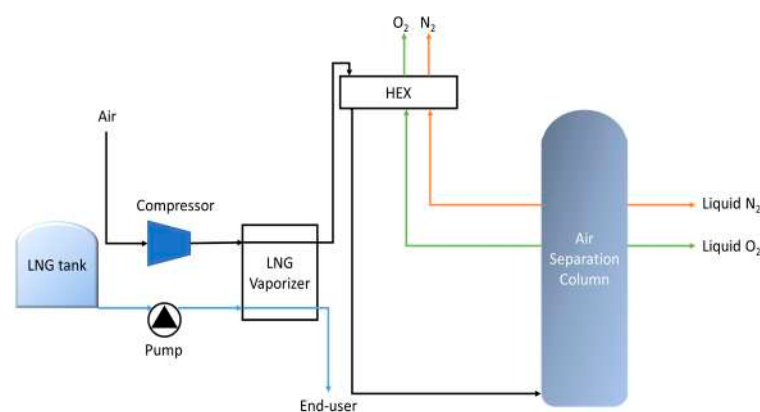 O₂ N₂
HEX
Air
Compressor
LNG tank
LNG
Vaporizer
Pump
End-user
Air
Separation
Column
Liquid N₂
Liquid O₂